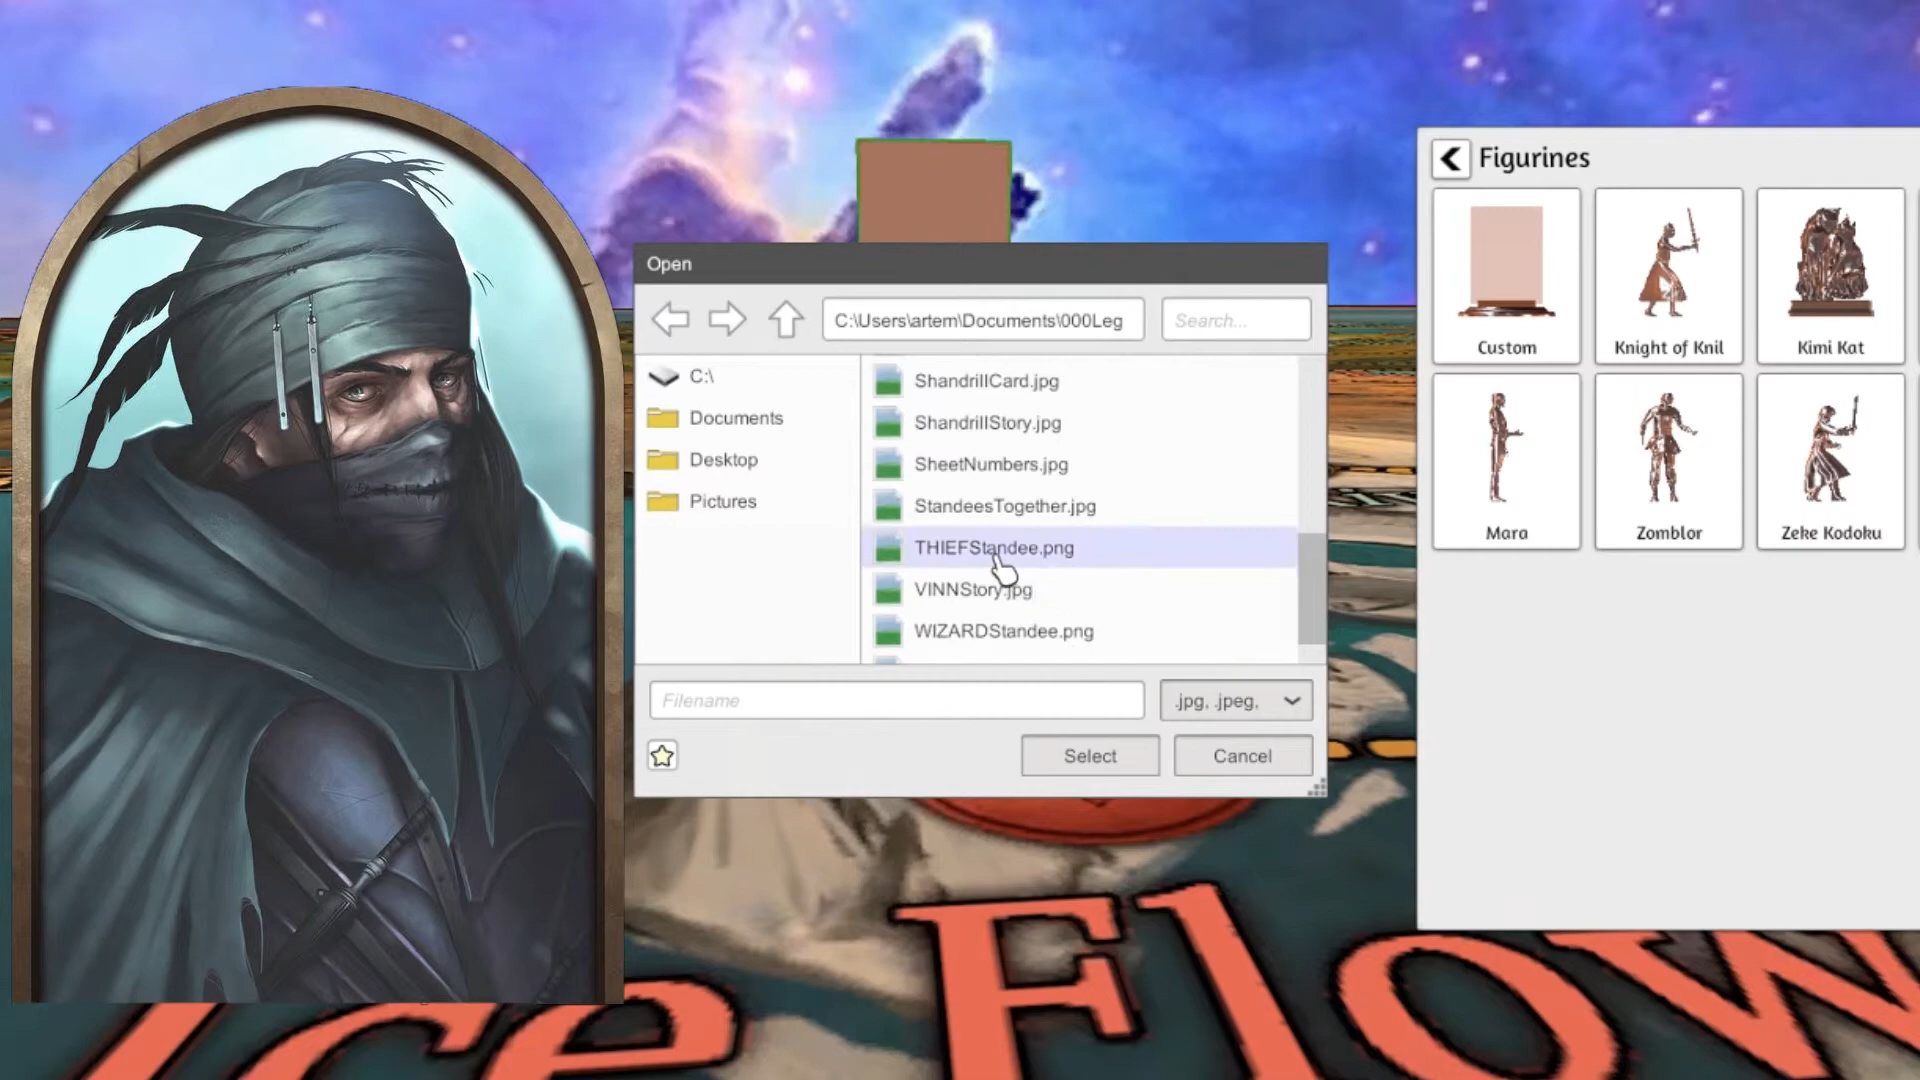 Figurines
Custom
Knight of Knil
Kimi Kat
Mara
Zomblor
Zeke Kodoku
Open
C:\Users\artem\Documents\000Leg
Search...
C:\
Documents
Desktop
Pictures
ShandrillCard.jpg
ShandrillStory.jpg
SheetNumbers.jpg
StandeesTogether.jpg
THIEFStandee.png
VINNStory.jpg
WIZARDStandee.png
Filename
.jpg, .jpeg,
Select
Cancel
Ice Flow